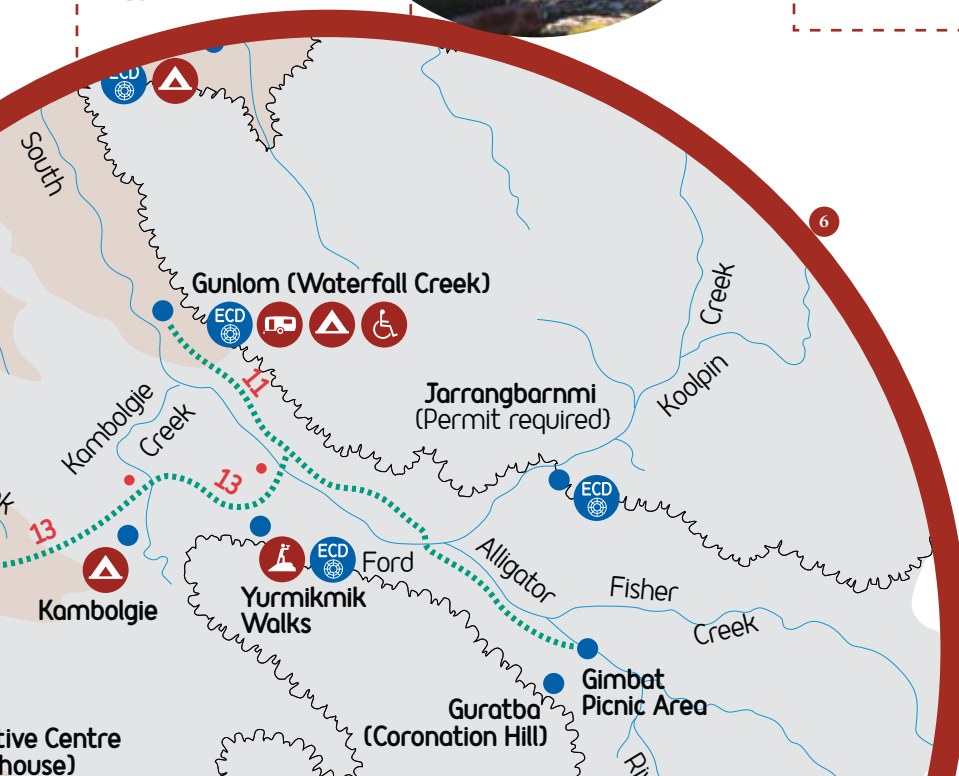 ECD
South
6
Gunlom (Waterfall Creek)
ECD
Creek
11
Koolpin
Jarrangbarnmi
(Permit required)
Kambolgie
Creek
13
13
ECD
ECD
Ford
Alligator
Fisher
Creek
Kambolgie
Yurmikmik
Walks
Gimbat
Picnic Area
Guratba
(Coronation Hill)
tive Centre
house)
Riv